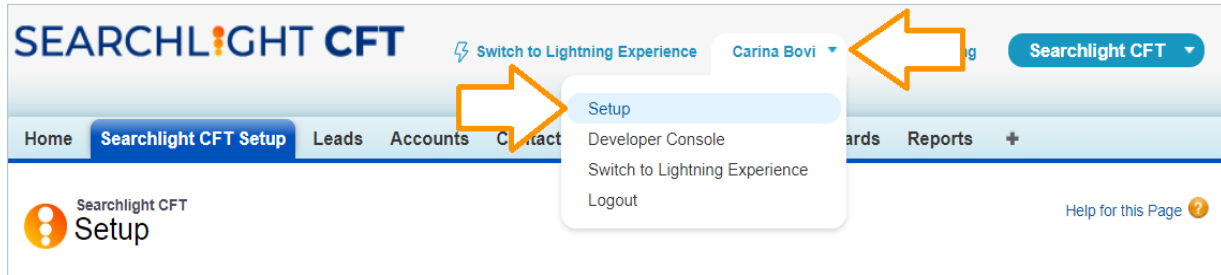 SEARCHLIGHT CFT
Switch to Lightning Experience Carina Bovi Searchlight CFT
Setup
Developer Console
Switch to Lightning Experience
Logout
Home Searchlight CFT Setup Leads Accounts Reports +
Searchlight CFT
Setup
Help for this Page ?